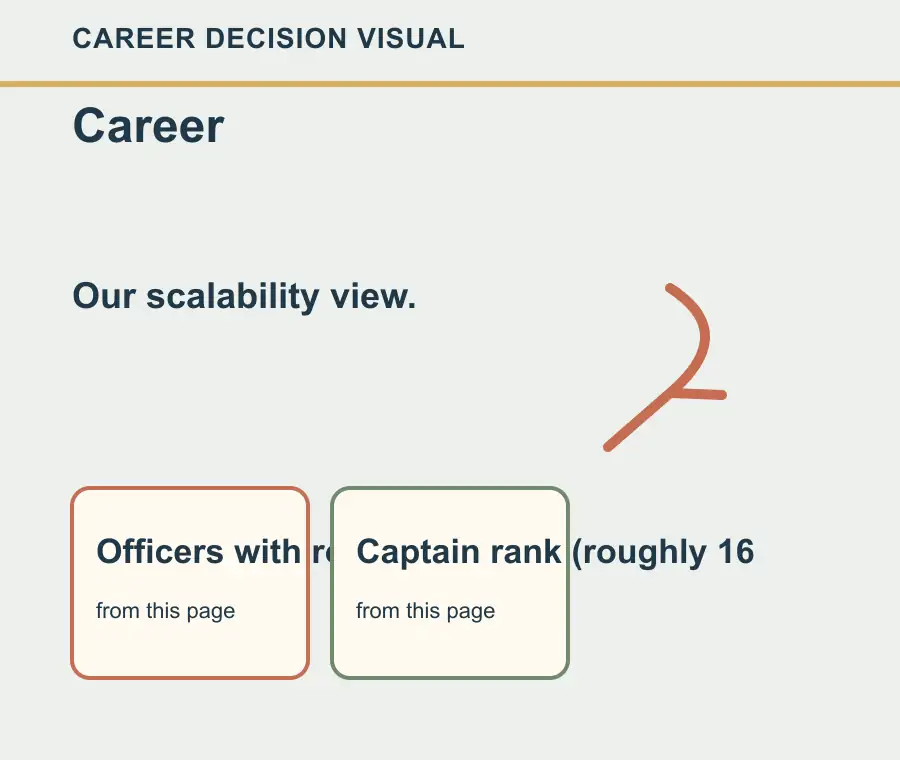 CAREER DECISION VISUAL
Career
Our scalability view.
Officers with
Captain rank (roughly 16
from this page
from this page